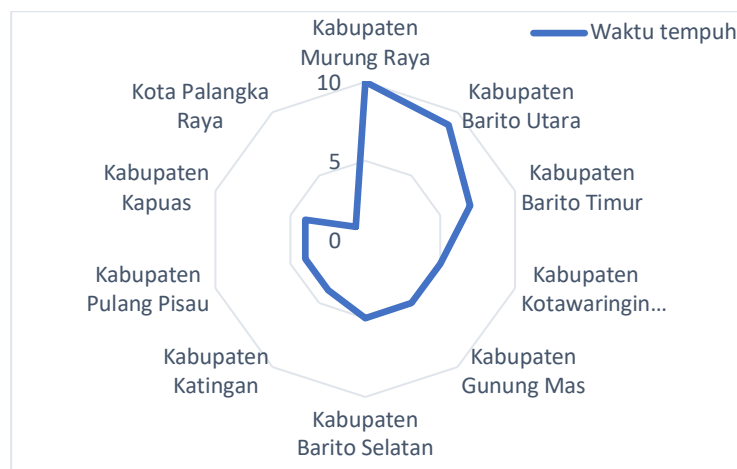 Kabupaten
Murung Raya
Waktu tempuh
Kabupaten
Barito Utara
Kabupaten
Barito Timur
Kabupaten
Kotawaringin...
Kabupaten
Gunung Mas
Kabupaten
Barito Selatan
Kabupaten
Katingan
Kabupaten
Pulang Pisau
Kabupaten
Kapuas
Kota Palangka
Raya
10
5
0